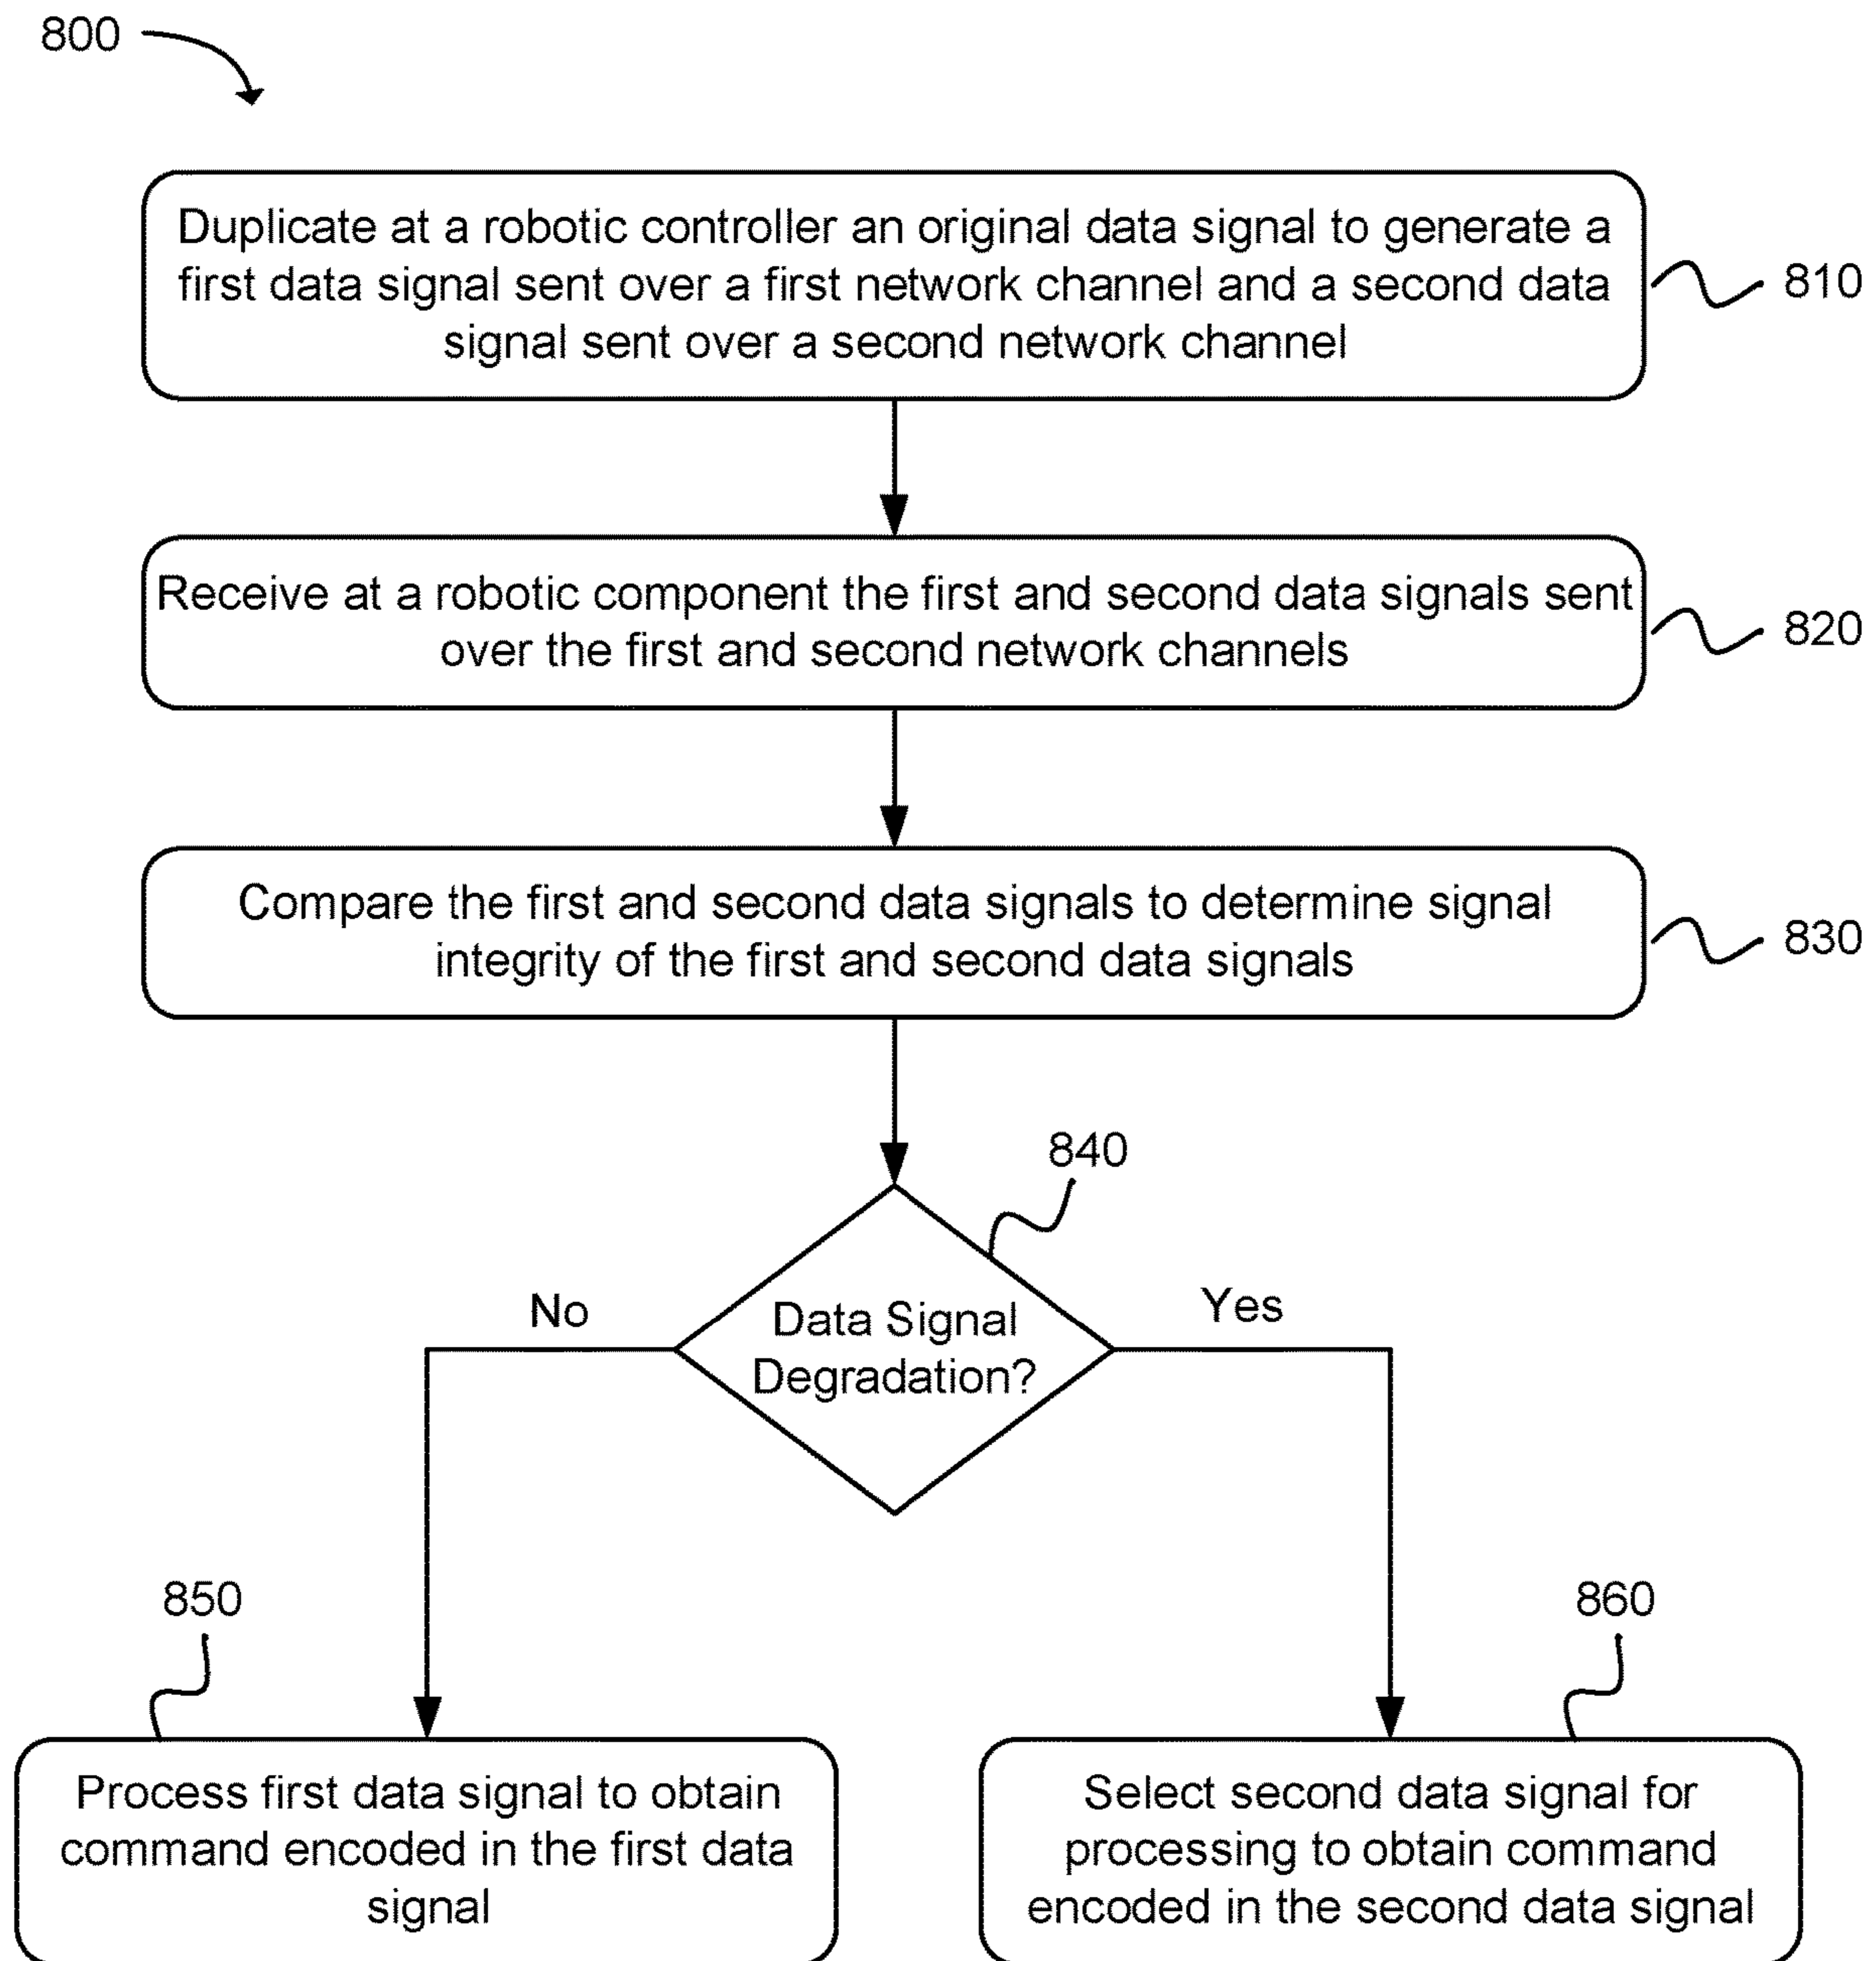 800
Duplicate at a robotic controller an original data signal to generate a
first data signal sent over a first network channel and a second data
signal sent over a second network channel
810
Receive at a robotic component the first and second data signals sent
over the first and second network channels
820
Compare the first and second data signals to determine signal
integrity of the first and second data signals
830
840
Data Signal
Degradation?
No
Yes
850
Process first data signal to obtain
command encoded in the first data
signal
860
Select second data signal for
processing to obtain command
encoded in the second data signal